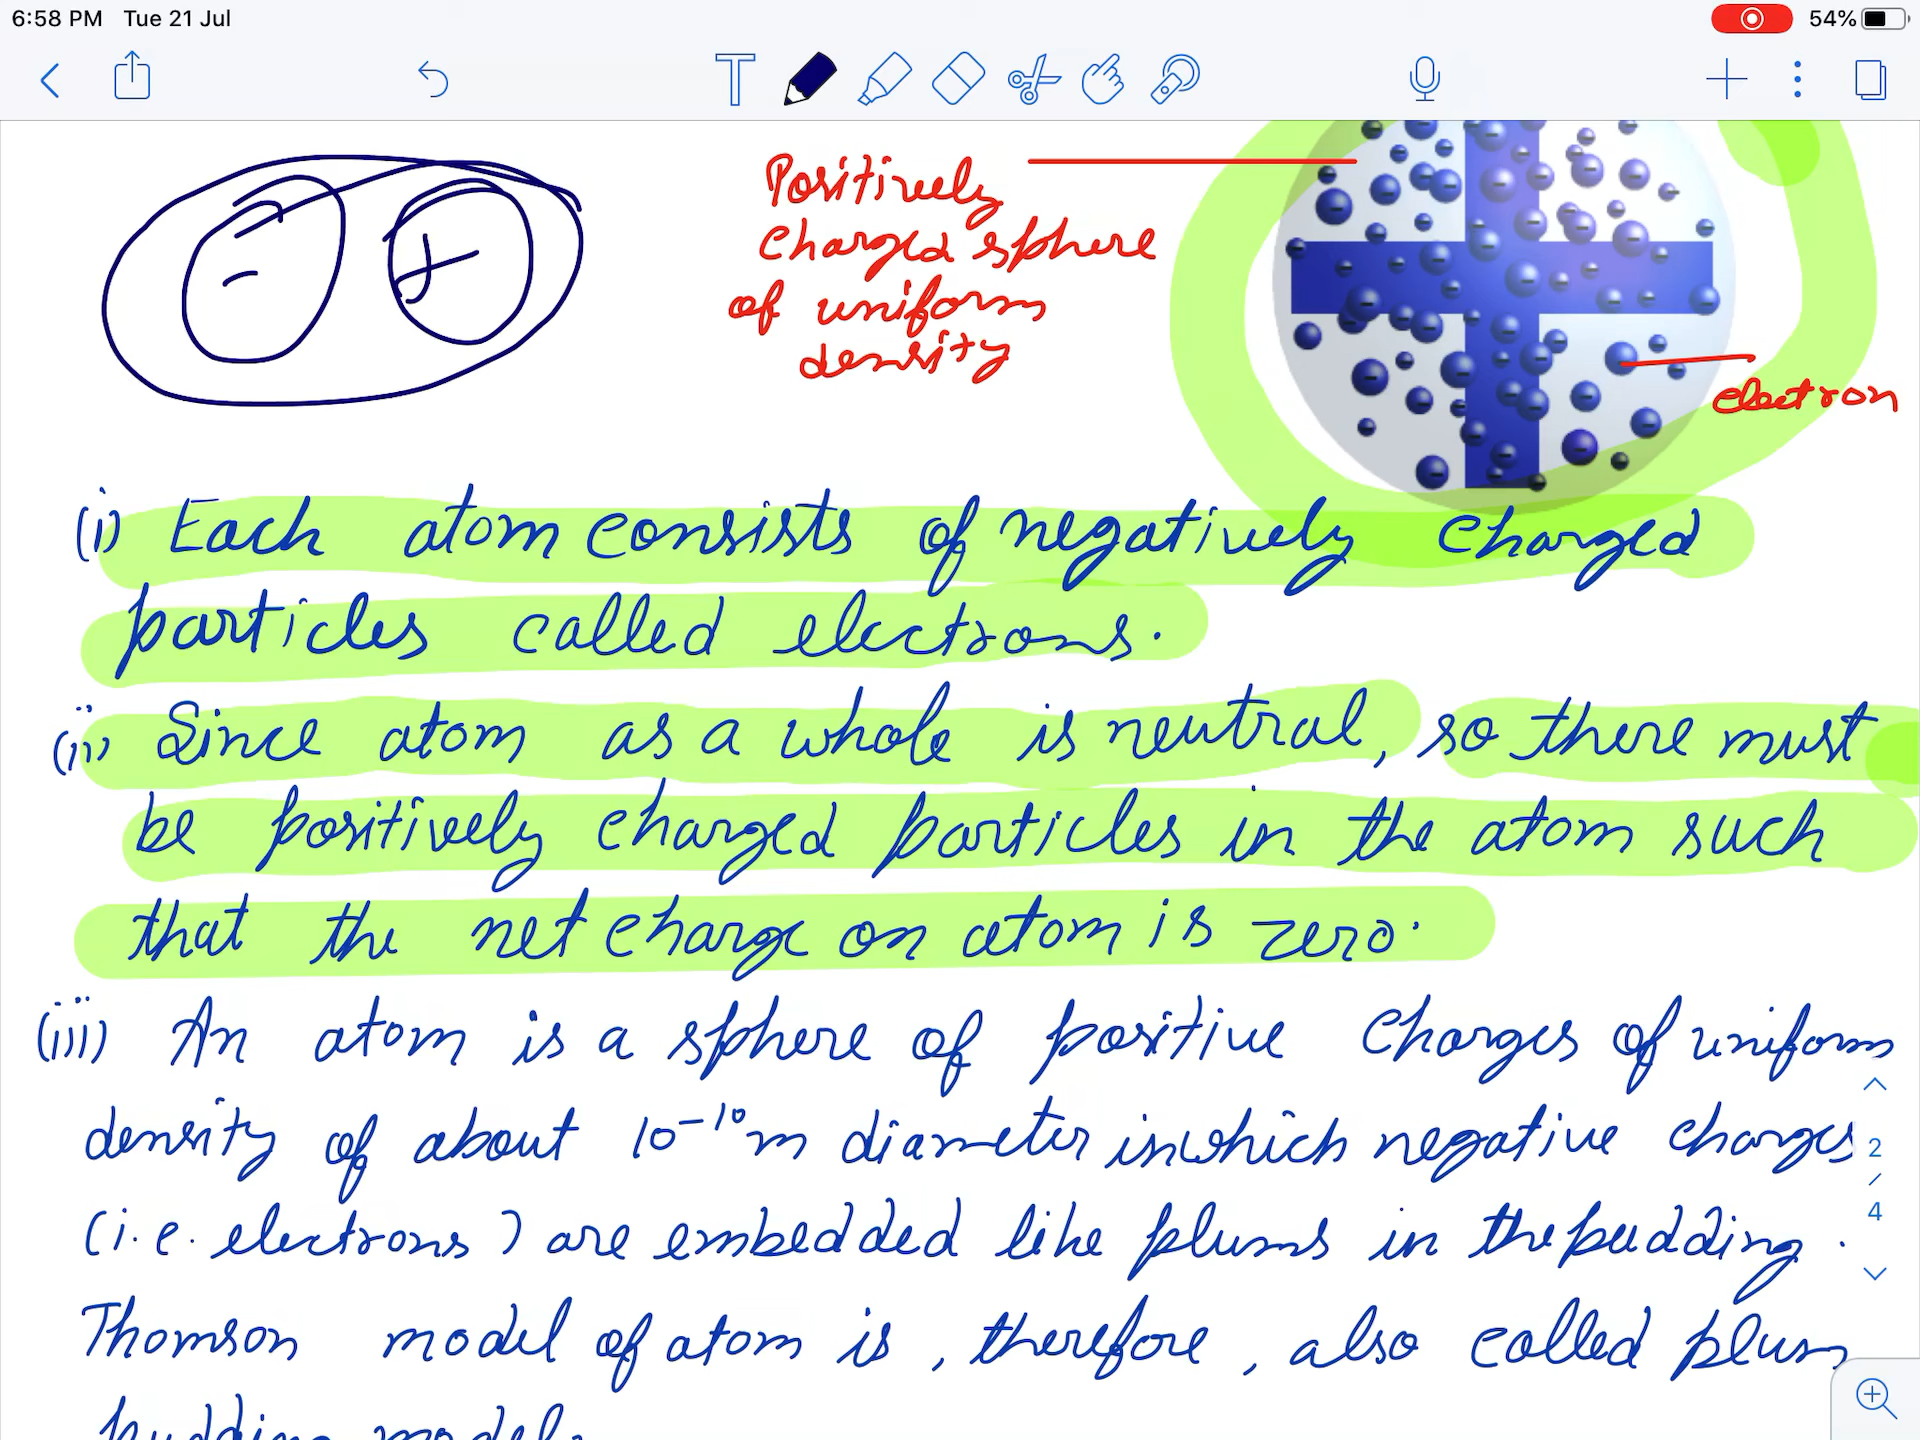 6:58 PM Tue 21 Jul
54%
T
- +
Positively
charged sphere
of uniform
density
electron
(i) Each atom consists of negatively charged
particles called electrons.
(ii) Since atom as a whole is neutral, so there must
be positively charged particles in the atom such
that the net charge on atom is zero.
(iii) An atom is a sphere of positive charges of uniform
density of about 10⁻¹⁰m diameter in which negative charges
(i.e. electrons) are embedded like plums in the pudding.
Thomson model of atom is, therefore, also called plum
pudding model.
2
/
4